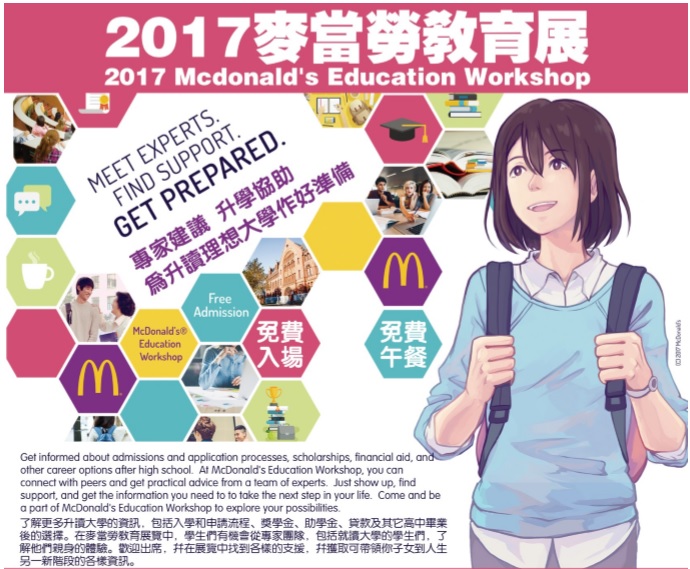 2017麥當勞教育展
2017 Mcdonald's Education Workshop
MEET EXPERTS.
FIND SUPPORT.
GET PREPARED.
專家建議 升學協助
為升讀理想大學作好準備
Free
Admission
McDonald's®
Education
Workshop
免費
入場
免費
午餐
(C)2017 McDonald's
Get informed about admissions and application processes, scholarships, financial aid, and
other career options after high school. At McDonald's Education Workshop, you can
connect with peers and get practical advice from a team of experts. Just show up, find
support, and get the information you need to to take the next step in your life. Come and be
a part of McDonald's Education Workshop to explore your possibilities.
了解更多升讀大學的資訊，包括入學和申請流程、獎學金、助學金、貸款及其它高中畢業
後的選擇。在麥當勞教育展覽中，學生們有機會從專家團隊，包括就讀大學的學生們，了
解他們親身的體驗。歡迎出席，幷在展覽中找到各樣的支援，幷獲取可帶領你子女到人生
另一新階段的各樣資訊。